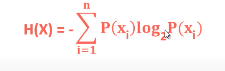 n
H(X) = - ∑ P(xᵢ)log₂P(xᵢ)
i=1